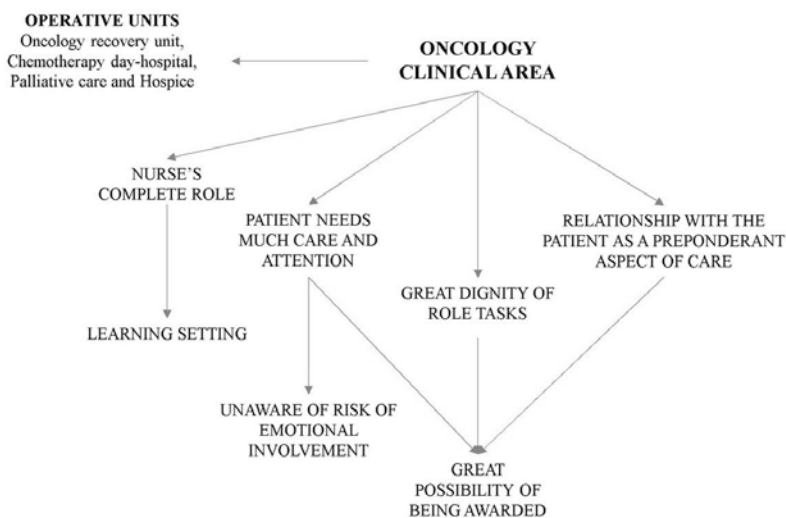 OPERATIVE UNITS
Oncology recovery unit,
Chemotherapy day-hospital,
Palliative care and Hospice
ONCOLOGY
CLINICAL AREA
NURSE'S
COMPLETE ROLE
PATIENT NEEDS
MUCH CARE AND
ATTENTION
RELATIONSHIP WITH THE
PATIENT AS A PREPONDERANT
ASPECT OF CARE
GREAT DIGNITY OF
ROLE TASKS
LEARNING SETTING
UNAWARE OF RISK OF
EMOTIONAL
INVOLVEMENT
GREAT
POSSIBILITY OF
BEING AWARDED